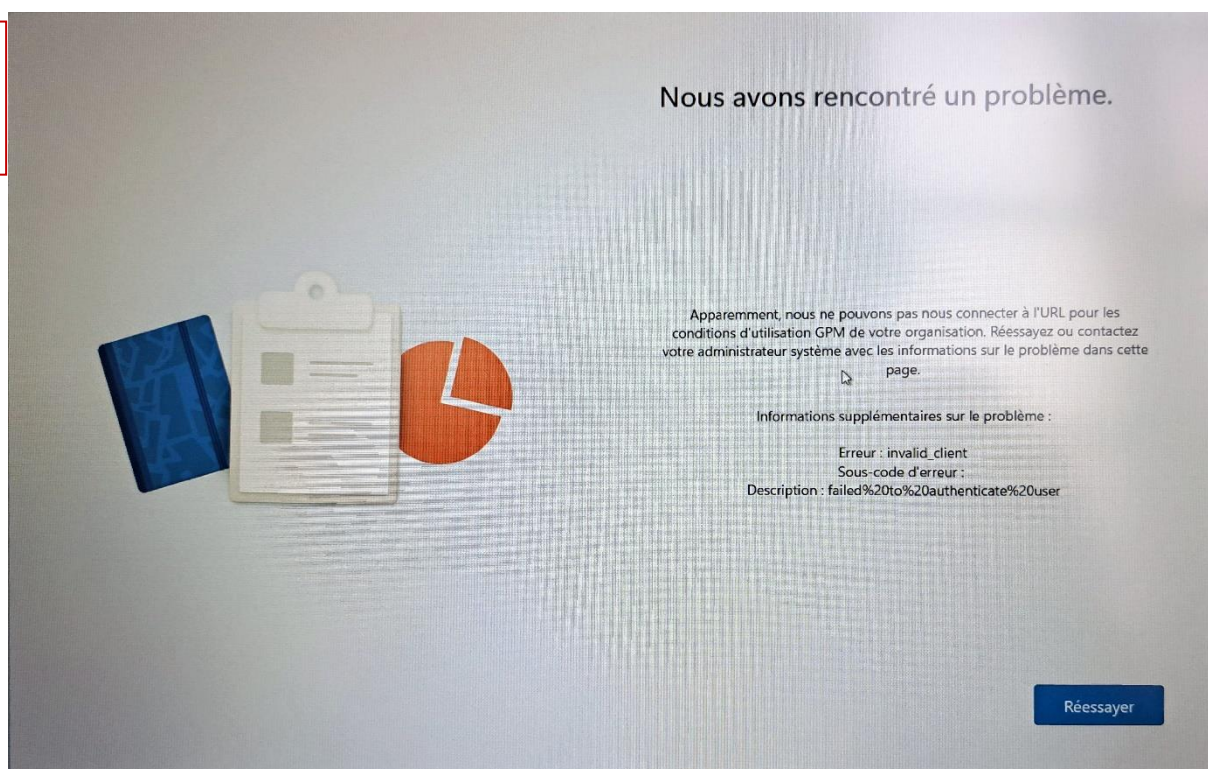 Nous avons rencontré un problème.
Apparemment, nous ne pouvons pas nous connecter à l'URL pour les
conditions d'utilisation GPM de votre organisation. Réessayez ou contactez
votre administrateur système avec les informations sur le problème dans cette
page.
Informations supplémentaires sur le problème :
Erreur : invalid_client
Sous-code d'erreur :
Description : failed%20to%20authenticate%20user
Réessayer